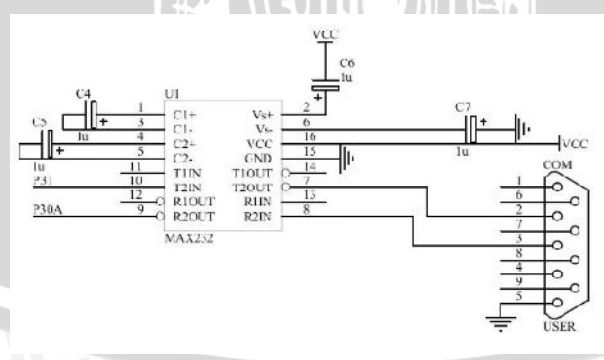 VCC
C6
1u
+
C4
U1
1 C1+ Vs+ 2
C7
1u +
3 C1- Vs- 6
C5
4 C2+ VCC 16
+
1u
5 C2- GND 15
1u
VCC
11 T1IN T1OUT 14
COM
P31 10 T2IN T2OUT 7
12 R1OUT R1IN 13
P30A 9 R2OUT R2IN 8
MAX232
1
6
2
7
3
8
4
9
5
USER